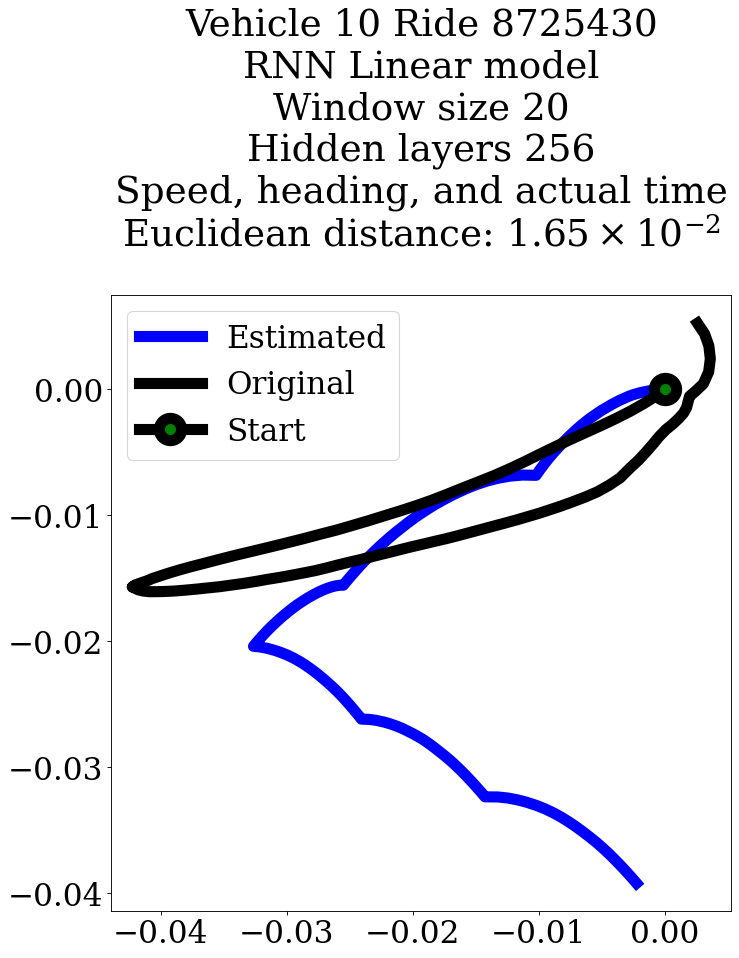 Vehicle 10 Ride 8725430
RNN Linear model
Window size 20
Hidden layers 256
Speed, heading, and actual time
Euclidean distance: 1.65 × 10⁻²
Estimated
Original
Start
0.00
−0.01
−0.02
−0.03
−0.04
−0.04 −0.03 −0.02 −0.01 0.00